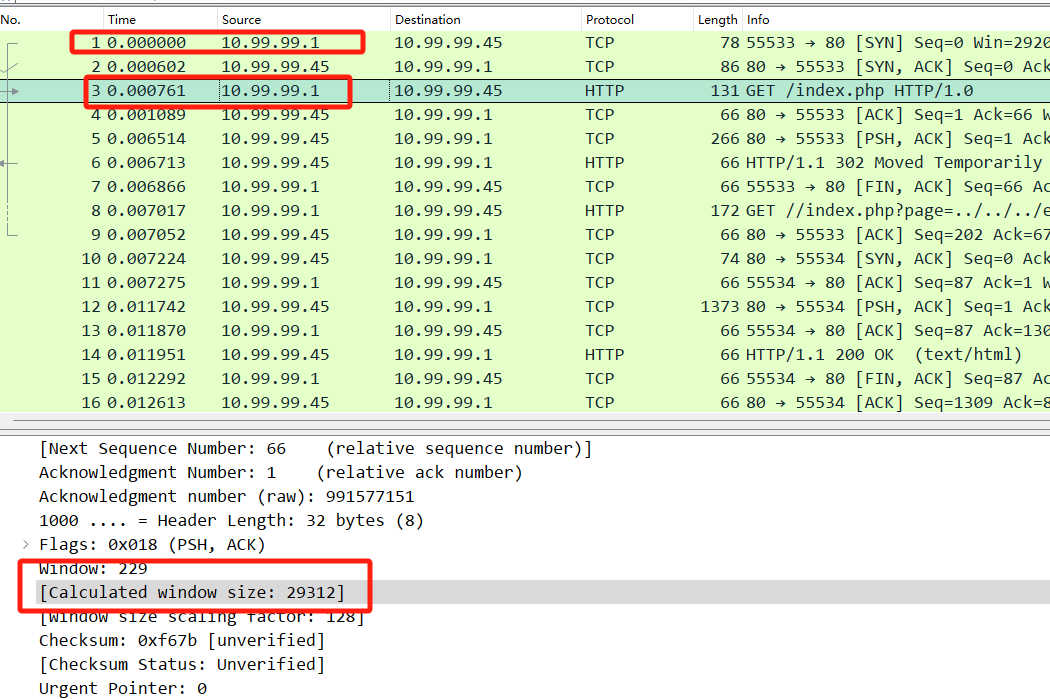 No. Time Source Destination Protocol Length Info
1 0.000000 10.99.99.1 10.99.99.45 TCP 78 55533 → 80 [SYN] Seq=0 Win=2920
2 0.000602 10.99.99.45 10.99.99.1 TCP 86 80 → 55533 [SYN, ACK] Seq=0 Ack
3 0.000761 10.99.99.1 10.99.99.45 HTTP 131 GET /index.php HTTP/1.0
4 0.001089 10.99.99.45 10.99.99.1 TCP 66 80 → 55533 [ACK] Seq=1 Ack=66 W
5 0.006514 10.99.99.45 10.99.99.1 TCP 266 80 → 55533 [PSH, ACK] Seq=1 Ack
6 0.006713 10.99.99.45 10.99.99.1 HTTP 66 HTTP/1.1 302 Moved Temporarily
7 0.006866 10.99.99.1 10.99.99.45 TCP 66 55533 → 80 [FIN, ACK] Seq=66 Ac
8 0.007017 10.99.99.1 10.99.99.45 HTTP 172 GET //index.php?page=../../../e
9 0.007052 10.99.99.45 10.99.99.1 TCP 66 80 → 55533 [ACK] Seq=202 Ack=67
10 0.007224 10.99.99.45 10.99.99.1 TCP 74 80 → 55534 [SYN, ACK] Seq=0 Ack
11 0.007275 10.99.99.1 10.99.99.45 TCP 66 55534 → 80 [ACK] Seq=87 Ack=1 W
12 0.011742 10.99.99.45 10.99.99.1 TCP 1373 80 → 55534 [PSH, ACK] Seq=1 Ack
13 0.011870 10.99.99.1 10.99.99.45 TCP 66 55534 → 80 [ACK] Seq=87 Ack=130
14 0.011951 10.99.99.45 10.99.99.1 HTTP 66 HTTP/1.1 200 OK (text/html)
15 0.012292 10.99.99.1 10.99.99.45 TCP 66 55534 → 80 [FIN, ACK] Seq=87 Ac
16 0.012613 10.99.99.45 10.99.99.1 TCP 66 80 → 55534 [ACK] Seq=1309 Ack=8
[Next Sequence Number: 66 (relative sequence number)]
Acknowledgment Number: 1 (relative ack number)
Acknowledgment number (raw): 991577151
1000 .... = Header Length: 32 bytes (8)
Flags: 0x018 (PSH, ACK)
Window: 229
[Calculated window size: 29312]
[Window size scaling factor: 128]
Checksum: 0xf67b [unverified]
[Checksum Status: Unverified]
Urgent Pointer: 0